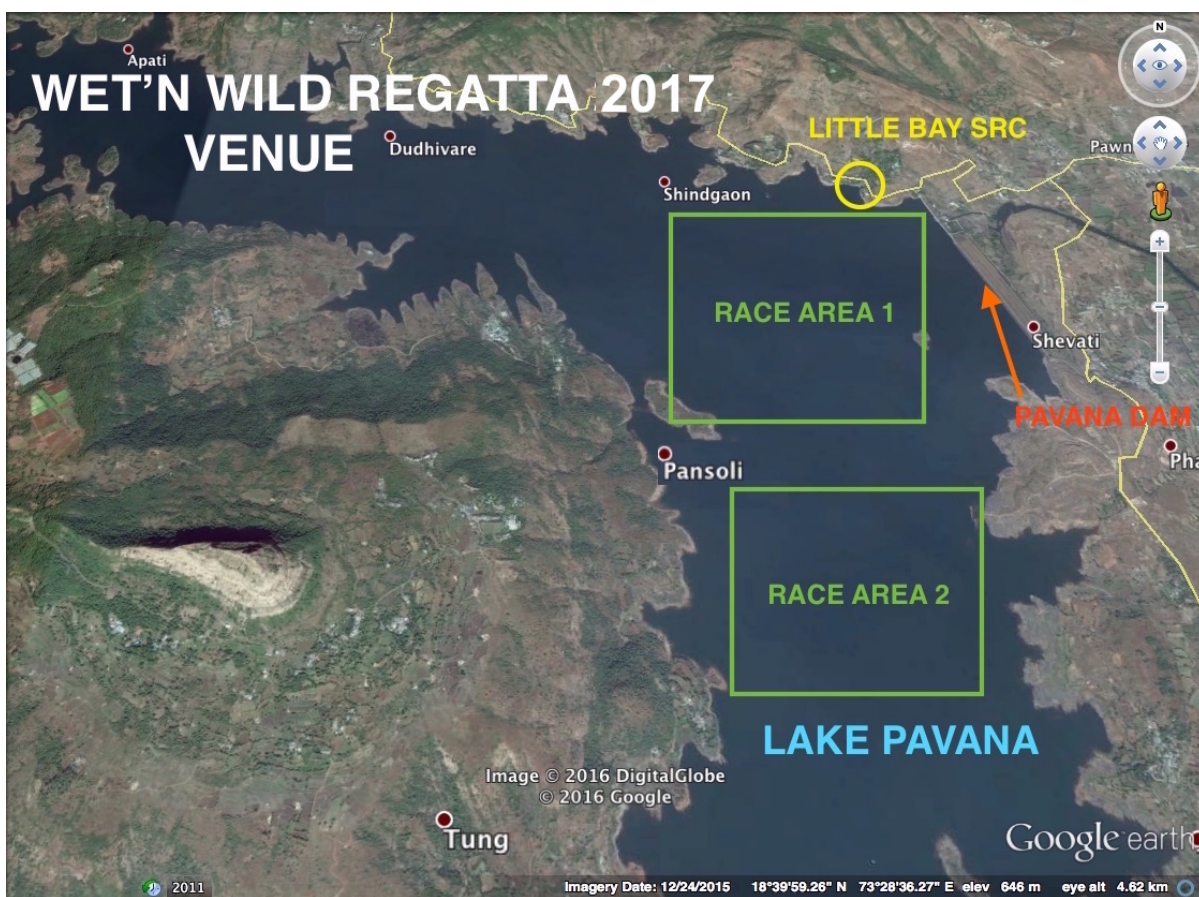 Apati
WET'N WILD REGATTA 2017
VENUE
Dudhivare
LITTLE BAY SRC
N
Pawn
Shindgaon
RACE AREA 1
Shevati
PAVANA DAM
Pansoli
Pha
RACE AREA 2
LAKE PAVANA
Image © 2016 DigitalGlobe
© 2016 Google
Tung
Google earth
2011
Imagery Date: 12/24/2015 18°39'59.26" N 73°28'36.27" E elev 646 m eye alt 4.62 km